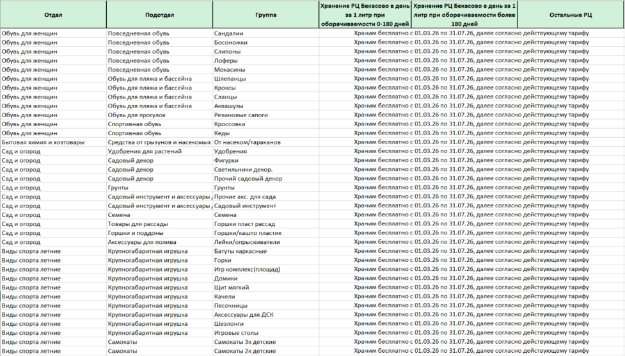 Отдел Подотдел Группа Хранение РЦ Бекасово в день за 1 литр при оборачиваемости 0-180 дней Хранение РЦ Бекасово в день за 1 литр при оборачиваемости более 180 дней Остальные РЦ
Обувь для женщин Повседневная обувь Сандалии Храним бесплатно с 01.03.26 по 31.07.26, далее согласно действующему тарифу
Обувь для женщин Повседневная обувь Босоножки Храним бесплатно с 01.03.26 по 31.07.26, далее согласно действующему тарифу
Обувь для женщин Повседневная обувь Слипоны Храним бесплатно с 01.03.26 по 31.07.26, далее согласно действующему тарифу
Обувь для женщин Повседневная обувь Лоферы Храним бесплатно с 01.03.26 по 31.07.26, далее согласно действующему тарифу
Обувь для женщин Повседневная обувь Мокасины Храним бесплатно с 01.03.26 по 31.07.26, далее согласно действующему тарифу
Обувь для женщин Обувь для пляжа и бассейна Шлепанцы Храним бесплатно с 01.03.26 по 31.07.26, далее согласно действующему тарифу
Обувь для женщин Обувь для пляжа и бассейна Кроксы Храним бесплатно с 01.03.26 по 31.07.26, далее согласно действующему тарифу
Обувь для женщин Обувь для пляжа и бассейна Сланцы Храним бесплатно с 01.03.26 по 31.07.26, далее согласно действующему тарифу
Обувь для женщин Обувь для пляжа и бассейна Аквашузы Храним бесплатно с 01.03.26 по 31.07.26, далее согласно действующему тарифу
Обувь для женщин Обувь для прогулок Резиновые сапоги Храним бесплатно с 01.03.26 по 31.07.26, далее согласно действующему тарифу
Обувь для женщин Спортивная обувь Кроссовки Храним бесплатно с 01.03.26 по 31.07.26, далее согласно действующему тарифу
Обувь для женщин Спортивная обувь Кеды Храним бесплатно с 01.03.26 по 31.07.26, далее согласно действующему тарифу
Бытовая химия и хозтовары Средства от грызунов и насекомых От насеком/тараканов Храним бесплатно с 01.03.26 по 31.07.26, далее согласно действующему тарифу
Сад и огород Удобрения для растений Удобрения Храним бесплатно с 01.03.26 по 31.07.26, далее согласно действующему тарифу
Сад и огород Садовый декор Фигурки Храним бесплатно с 01.03.26 по 31.07.26, далее согласно действующему тарифу
Сад и огород Садовый декор Светильники декор. Храним бесплатно с 01.03.26 по 31.07.26, далее согласно действующему тарифу
Сад и огород Садовый декор Прочий садовый декор Храним бесплатно с 01.03.26 по 31.07.26, далее согласно действующему тарифу
Сад и огород Грунты Грунты Храним бесплатно с 01.03.26 по 31.07.26, далее согласно действующему тарифу
Сад и огород Садовый инструмент и аксессуары Прочие акс. для сада Храним бесплатно с 01.03.26 по 31.07.26, далее согласно действующему тарифу
Сад и огород Садовый инструмент и аксессуары Садовый инструмент Храним бесплатно с 01.03.26 по 31.07.26, далее согласно действующему тарифу
Сад и огород Семена Семена Храним бесплатно с 01.03.26 по 31.07.26, далее согласно действующему тарифу
Сад и огород Товары для рассады Горшки пласт рассад Храним бесплатно с 01.03.26 по 31.07.26, далее согласно действующему тарифу
Сад и огород Горшки и поддоны Горшки/кашпо пластик Храним бесплатно с 01.03.26 по 31.07.26, далее согласно действующему тарифу
Сад и огород Аксессуары для полива Лейки/опрыскиватели Храним бесплатно с 01.03.26 по 31.07.26, далее согласно действующему тарифу
Виды спорта летние Крупногабаритная игрушка Батуты каркасные Храним бесплатно с 01.03.26 по 31.07.26, далее согласно действующему тарифу
Виды спорта летние Крупногабаритная игрушка Горки Храним бесплатно с 01.03.26 по 31.07.26, далее согласно действующему тарифу
Виды спорта летние Крупногабаритная игрушка Игр комплекс(площад) Храним бесплатно с 01.03.26 по 31.07.26, далее согласно действующему тарифу
Виды спорта летние Крупногабаритная игрушка Домики Храним бесплатно с 01.03.26 по 31.07.26, далее согласно действующему тарифу
Виды спорта летние Крупногабаритная игрушка Щит мягкий Храним бесплатно с 01.03.26 по 31.07.26, далее согласно действующему тарифу
Виды спорта летние Крупногабаритная игрушка Качели Храним бесплатно с 01.03.26 по 31.07.26, далее согласно действующему тарифу
Виды спорта летние Крупногабаритная игрушка Песочницы Храним бесплатно с 01.03.26 по 31.07.26, далее согласно действующему тарифу
Виды спорта летние Крупногабаритная игрушка Аксессуары для ДСК Храним бесплатно с 01.03.26 по 31.07.26, далее согласно действующему тарифу
Виды спорта летние Крупногабаритная игрушка Шезлонги Храним бесплатно с 01.03.26 по 31.07.26, далее согласно действующему тарифу
Виды спорта летние Крупногабаритная игрушка Игровые столы Храним бесплатно с 01.03.26 по 31.07.26, далее согласно действующему тарифу
Виды спорта летние Самокаты Самокаты 3х детские Храним бесплатно с 01.03.26 по 31.07.26, далее согласно действующему тарифу
Виды спорта летние Самокаты Самокаты 2х детские Храним бесплатно с 01.03.26 по 31.07.26, далее согласно действующему тарифу